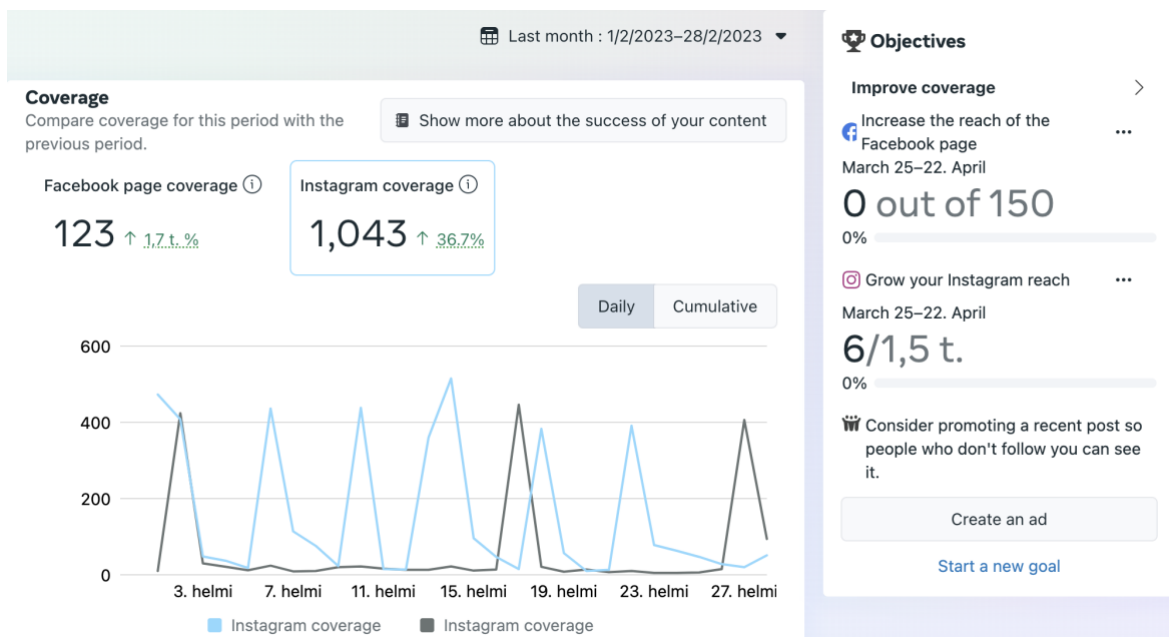 Last month : 1/2/2023–28/2/2023
Coverage
Compare coverage for this period with the
previous period.
Show more about the success of your content
Facebook page coverage
123 ↑ 1,7 t. %
Instagram coverage
1,043 ↑ 36.7%
Daily
Cumulative
600
400
200
0
3. helmi
7. helmi
11. helmi
15. helmi
19. helmi
23. helmi
27. helmi
Instagram coverage
Instagram coverage
Objectives
Improve coverage
Increase the reach of the
Facebook page
March 25–22. April
0 out of 150
0%
Grow your Instagram reach
March 25–22. April
6/1,5 t.
0%
Consider promoting a recent post so
people who don't follow you can see
it.
Create an ad
Start a new goal